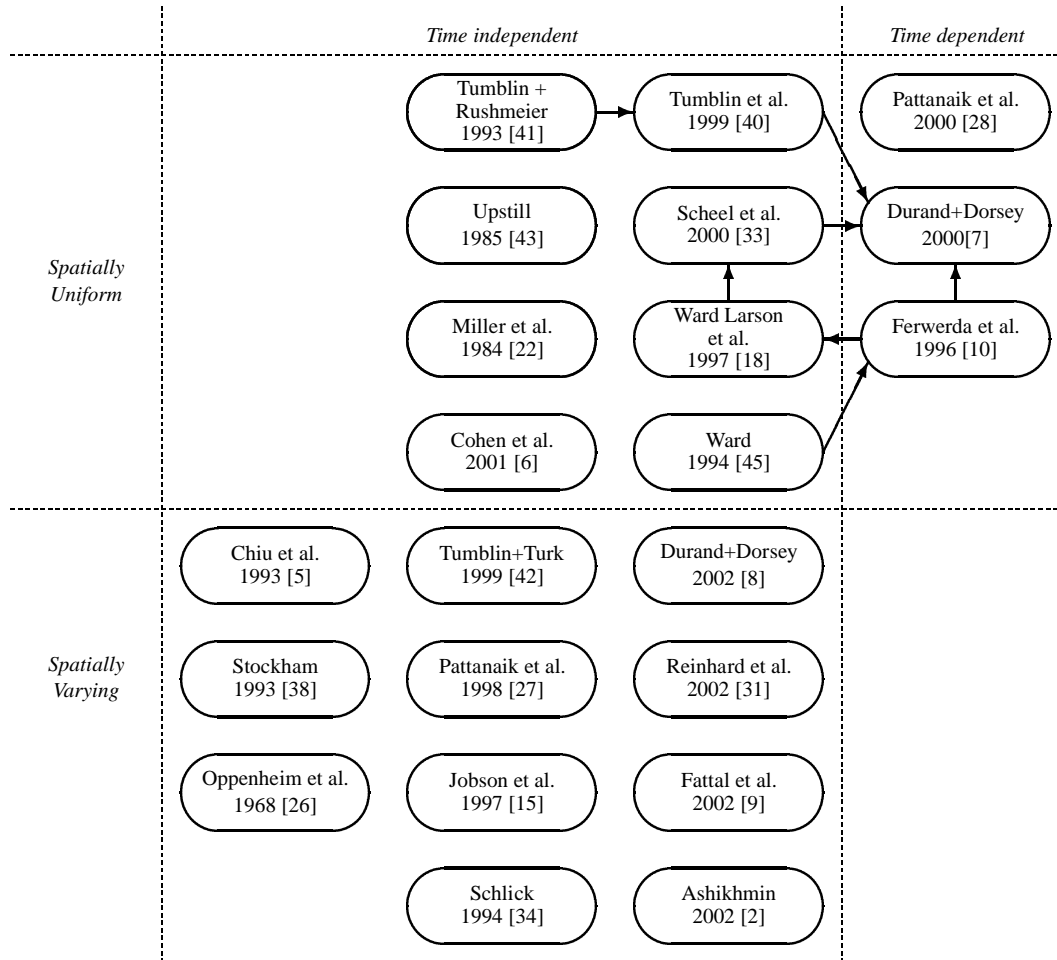 Time independent
Time dependent
Tumblin +
Rushmeier
1993 [41]
Tumblin et al.
1999 [40]
Pattanaik et al.
2000 [28]
Spatially
Uniform
Upstill
1985 [43]
Scheel et al.
2000 [33]
Durand+Dorsey
2000[7]
Miller et al.
1984 [22]
Ward Larson
et al.
1997 [18]
Ferwerda et al.
1996 [10]
Cohen et al.
2001 [6]
Ward
1994 [45]
Spatially
Varying
Chiu et al.
1993 [5]
Tumblin+Turk
1999 [42]
Durand+Dorsey
2002 [8]
Stockham
1993 [38]
Pattanaik et al.
1998 [27]
Reinhard et al.
2002 [31]
Oppenheim et al.
1968 [26]
Jobson et al.
1997 [15]
Fattal et al.
2002 [9]
Schlick
1994 [34]
Ashikhmin
2002 [2]